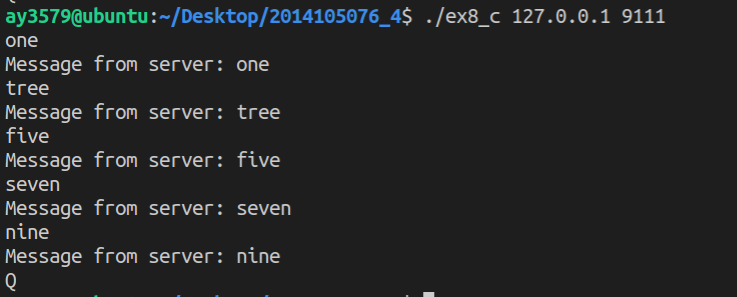 ay3579@ubuntu:~/Desktop/2014105076_4$ ./ex8_c 127.0.0.1 9111
one
Message from server: one
tree
Message from server: tree
five
Message from server: five
seven
Message from server: seven
nine
Message from server: nine
Q